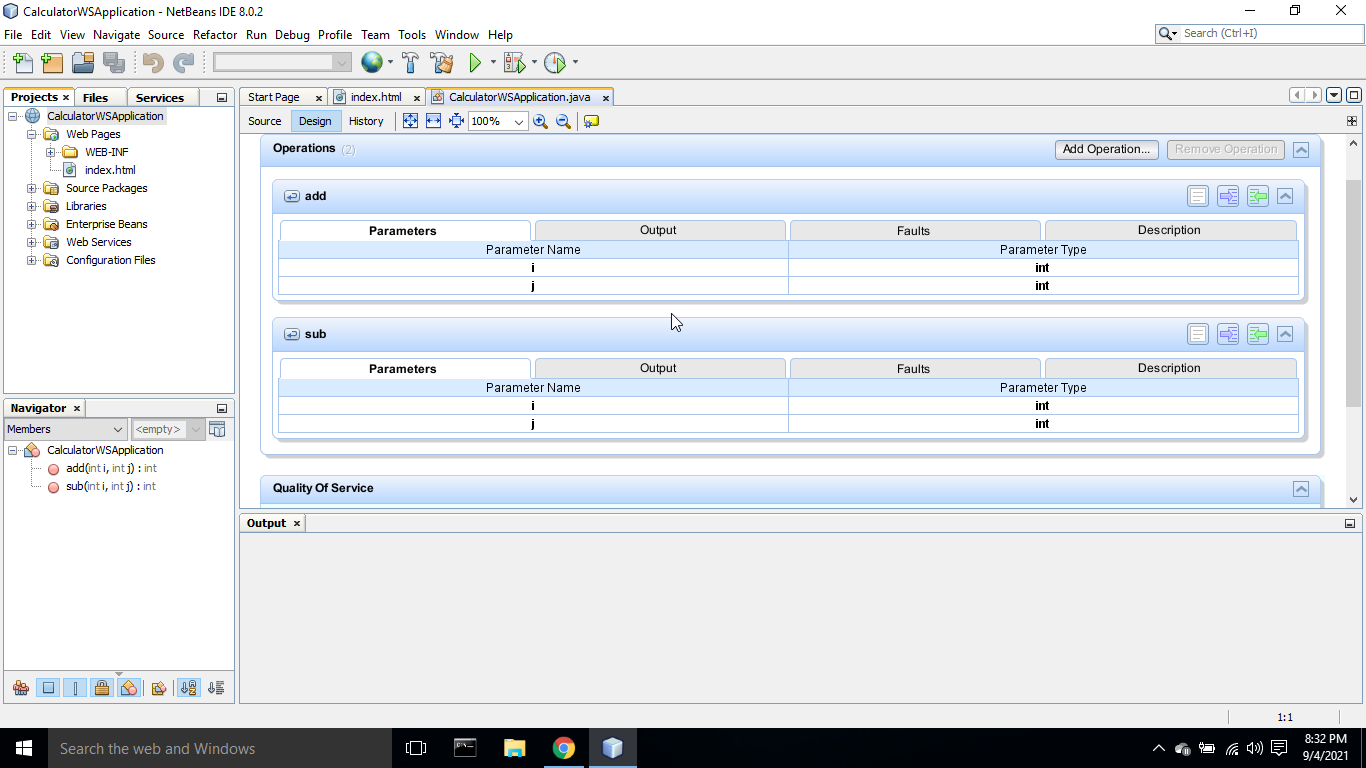 CalculatorWSApplication - NetBeans IDE 8.0.2
File Edit View Navigate Source Refactor Run Debug Profile Team Tools Window Help
Search (Ctrl+I)
Projects Files Services
CalculatorWSApplication
Web Pages
WEB-INF
index.html
Source Packages
Libraries
Enterprise Beans
Web Services
Configuration Files
Navigator
Members <empty>
CalculatorWSApplication
add(int i, int j) : int
sub(int i, int j) : int
Start Page index.html CalculatorWSApplication.java
Source Design History 100%
Operations (2) Add Operation... Remove Operation
add
Parameters Output Faults Description
Parameter Name Parameter Type
i int
j int
sub
Parameters Output Faults Description
Parameter Name Parameter Type
i int
j int
Quality Of Service
Output
1:1
Search the web and Windows
8:32 PM
9/4/2021